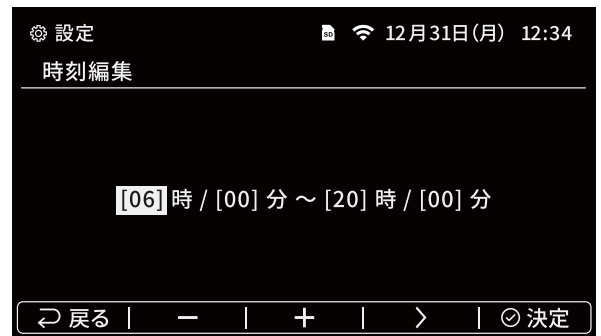 設定 SD 12月31日(月) 12:34
時刻編集
[06] 時 / [00] 分 ～ [20] 時 / [00] 分
戻る | － | ＋ | 〉 | 決定